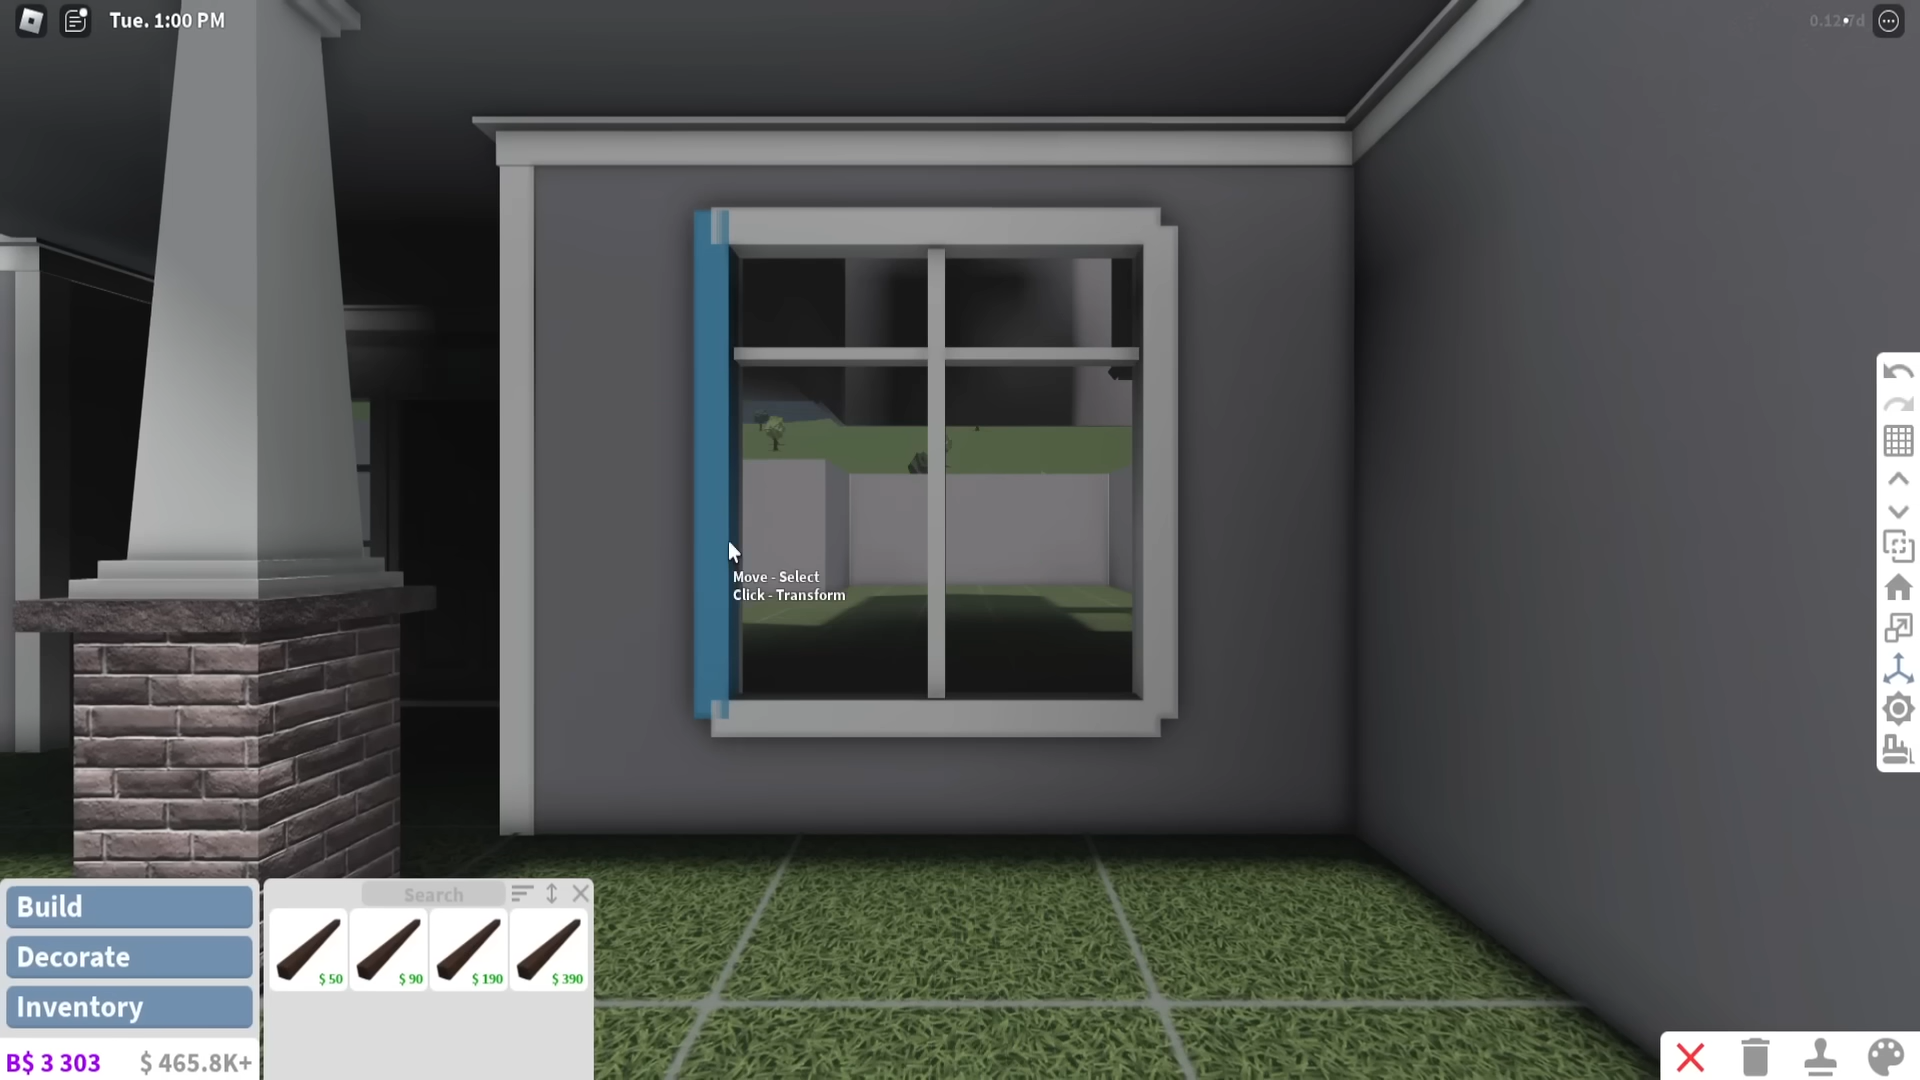 Tue. 1:00 PM
Move - Select
Click - Transform
Build
Decorate
Inventory
B$ 3 303
$ 465.8K+
Search
$ 50
$ 90
$ 190
$ 390